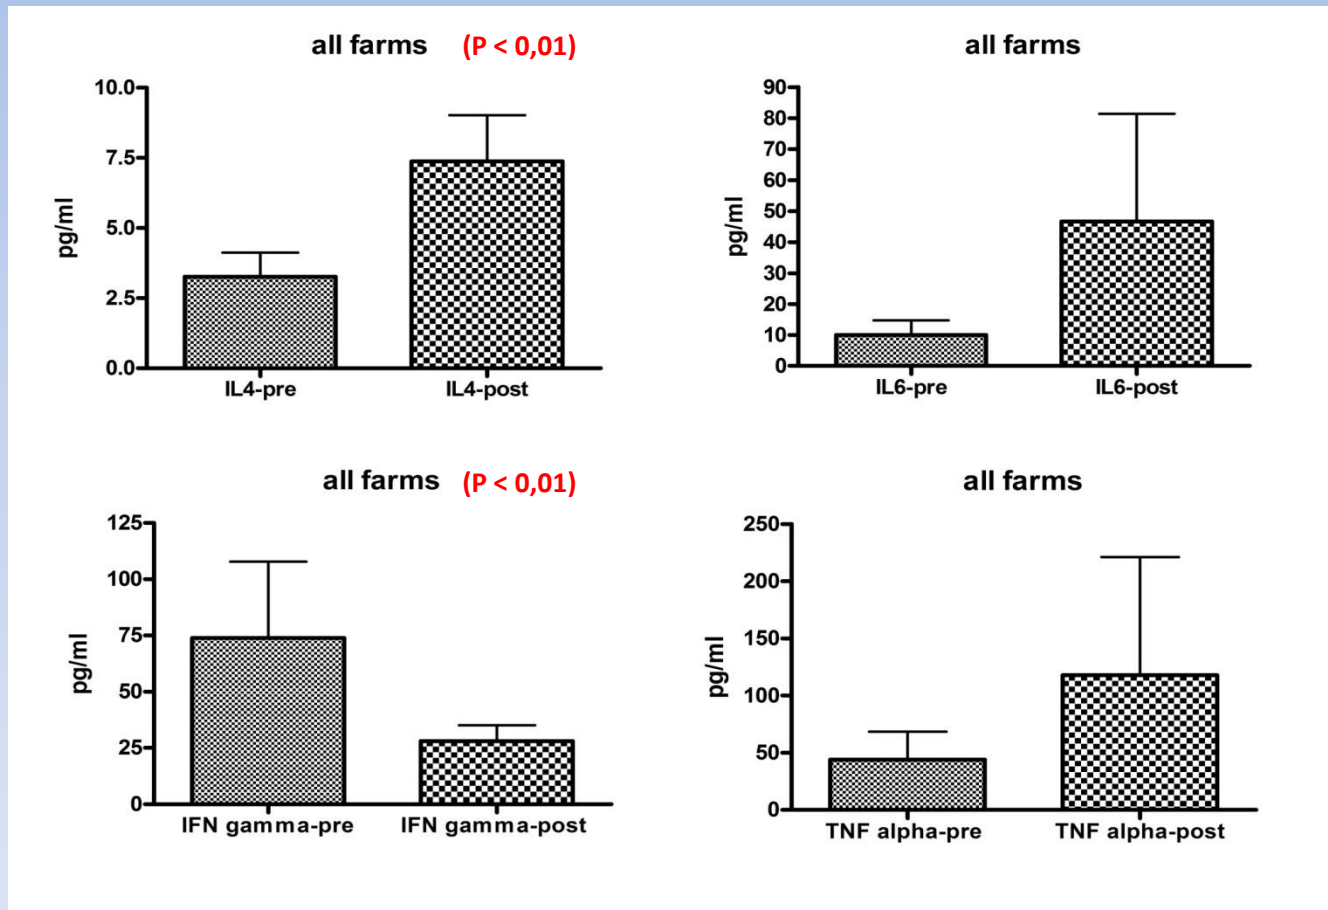 all farms (P < 0,01)
10.0
7.5
5.0
2.5
0.0
pg/ml
IL4-pre IL4-post
all farms
90
80
70
60
50
40
30
20
10
0
pg/ml
IL6-pre IL6-post
all farms (P < 0,01)
125
100
75
50
25
0
pg/ml
IFN gamma-pre IFN gamma-post
all farms
250
200
150
100
50
0
pg/ml
TNF alpha-pre TNF alpha-post